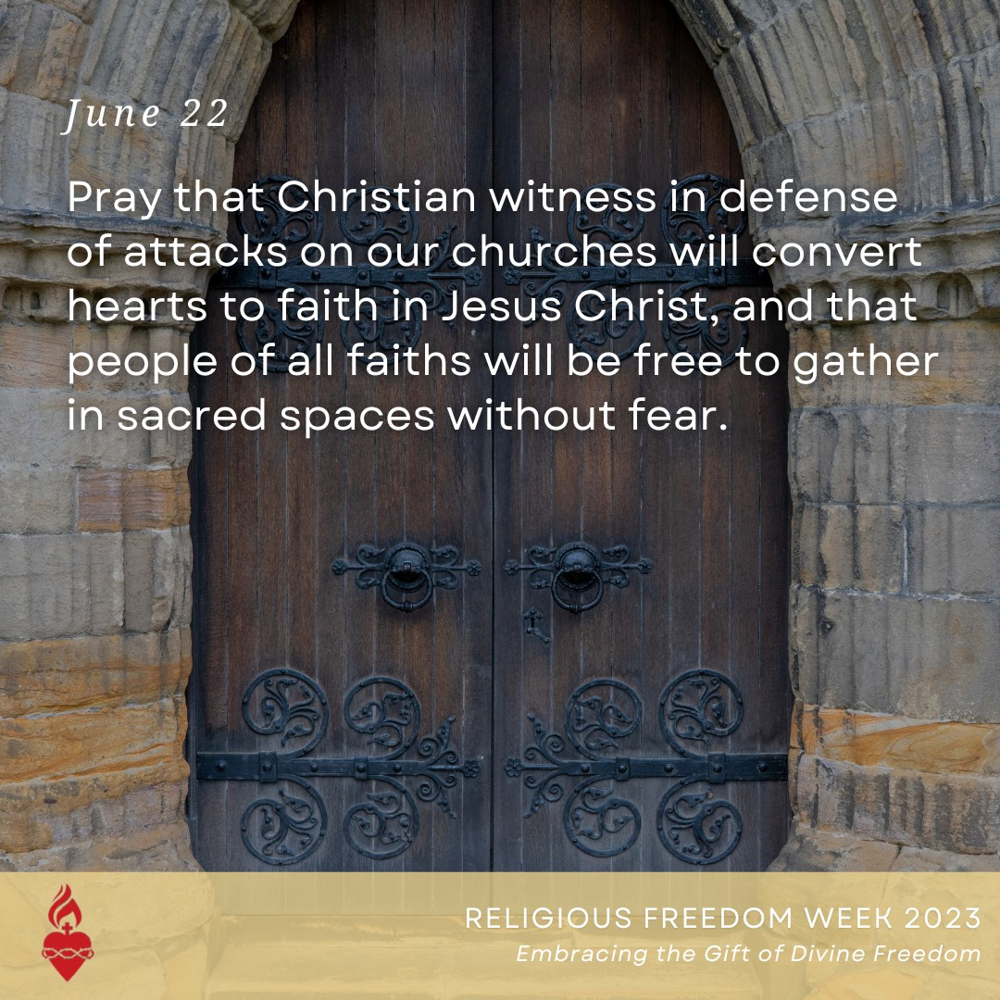 June 22
Pray that Christian witness in defense
of attacks on our churches will convert
hearts to faith in Jesus Christ, and that
people of all faiths will be free to gather
in sacred spaces without fear.
RELIGIOUS FREEDOM WEEK 2023
Embracing the Gift of Divine Freedom